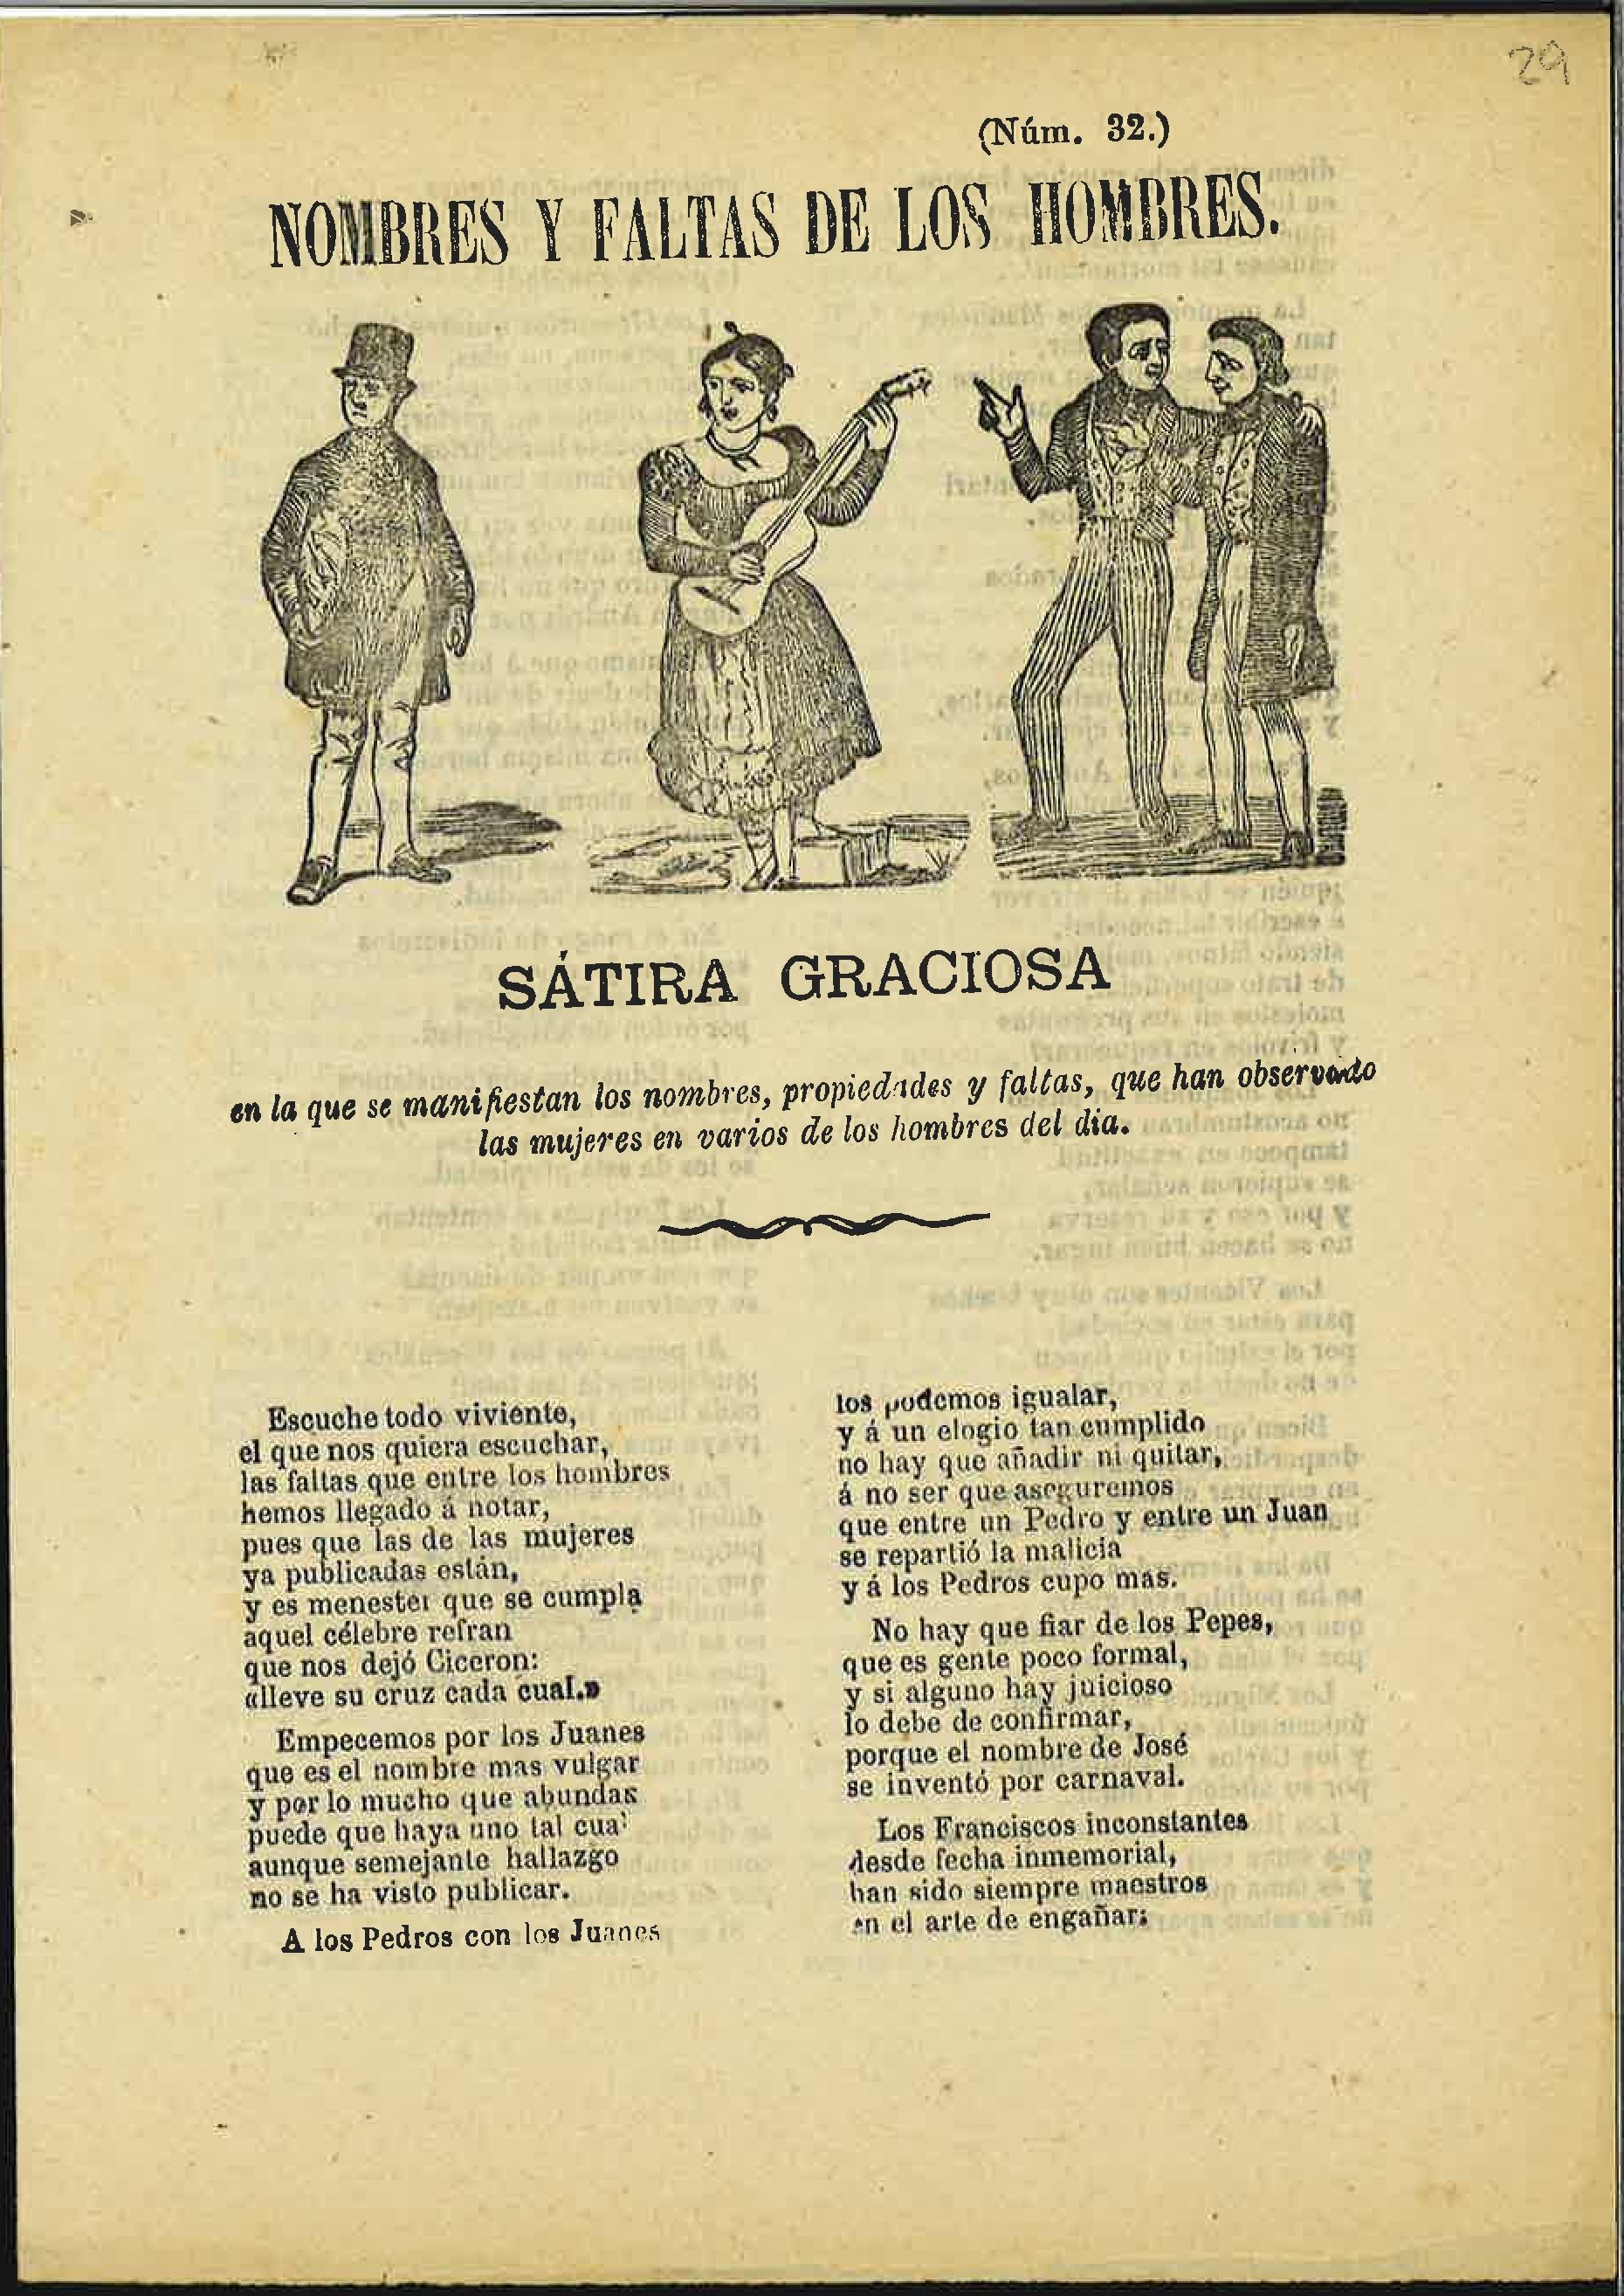 29
(Núm. 32.)
NOMBRES Y FALTAS DE LOS HOMBRES.
SÁTIRA GRACIOSA
en la que se manifiestan los nombres, propiedades y faltas, que han observado
las mujeres en varios de los hombres del dia.
Escuche todo viviente,
el que nos quiera escuchar,
las faltas que entre los hombres
hemos llegado á notar,
pues que las de las mujeres
ya publicadas están,
y es menester que se cumpla
aquel célebre refran
que nos dejó Ciceron:
«lleve su cruz cada cual.»
Empecemos por los Juanes
que es el nombre mas vulgar
y por lo mucho que abundan
puede que haya uno tal cual
aunque semejante hallazgo
no se ha visto publicar.
A los Pedros con los Juanes
los podemos igualar,
y á un elogio tan cumplido
no hay que añadir ni quitar,
á no ser que aseguremos
que entre un Pedro y entre un Juan
se repartió la malicia
y á los Pedros cupo mas.
No hay que fiar de los Pepes,
que es gente poco formal,
y si alguno hay juicioso
lo debe de confirmar,
porque el nombre de José
se inventó por carnaval.
Los Franciscos inconstantes
desde fecha inmemorial,
han sido siempre maestros
en el arte de engañar;